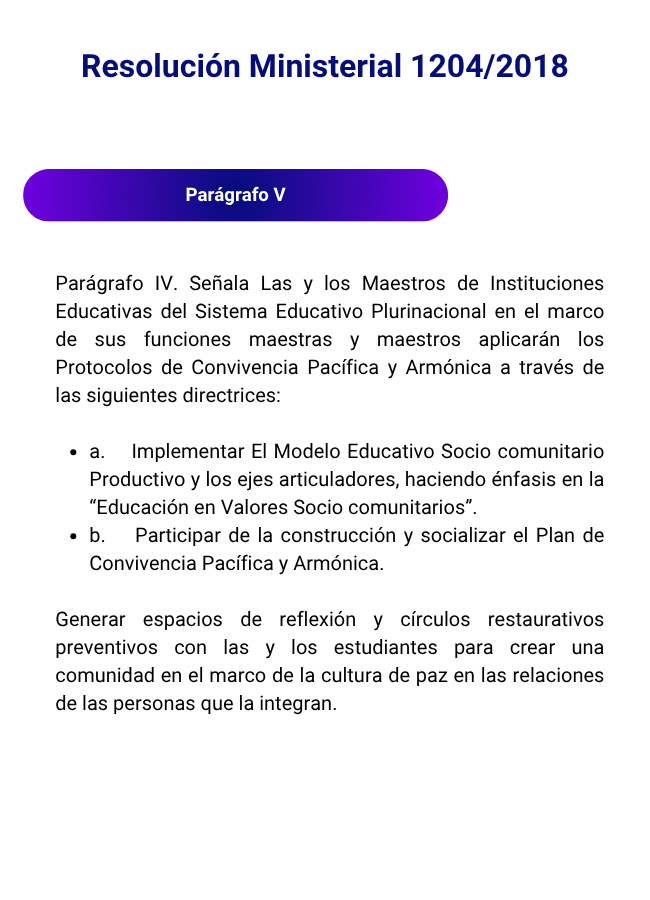 Resolución Ministerial 1204/2018
Parágrafo V
Parágrafo IV. Señala Las y los Maestros de Instituciones
Educativas del Sistema Educativo Plurinacional en el marco
de sus funciones maestras y maestros aplicarán los
Protocolos de Convivencia Pacífica y Armónica a través de
las siguientes directrices:
• a. Implementar El Modelo Educativo Socio comunitario
Productivo y los ejes articuladores, haciendo énfasis en la
“Educación en Valores Socio comunitarios”.
• b. Participar de la construcción y socializar el Plan de
Convivencia Pacífica y Armónica.
Generar espacios de reflexión y círculos restaurativos
preventivos con las y los estudiantes para crear una
comunidad en el marco de la cultura de paz en las relaciones
de las personas que la integran.